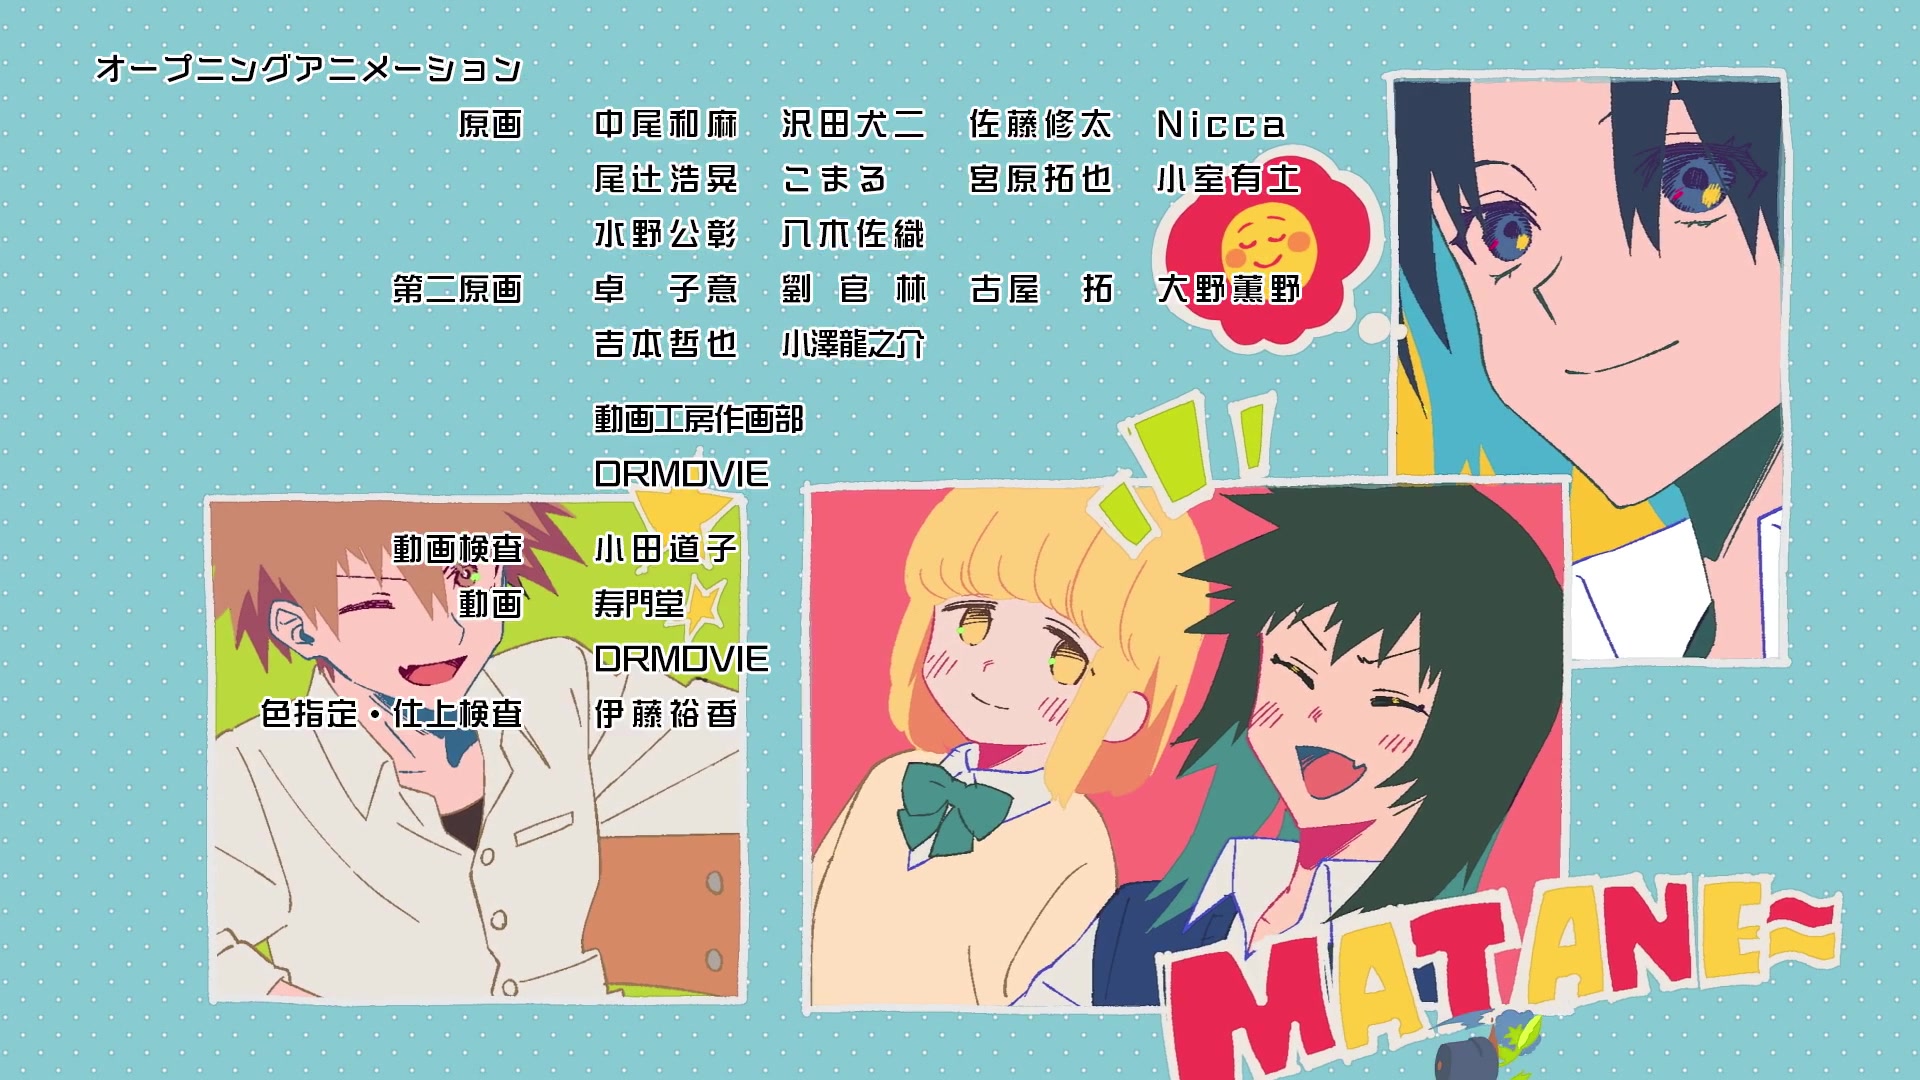 オープニングアニメーション
原画 中尾和麻 沢田犬二 佐藤修太 Nicca
尾辻浩晃 こまる 宮原拓也 小室有士
水野公彰 八木佐織
第二原画 卓 子意 劉官林 古屋 拓 大野薫野
吉本哲也 小澤龍之介
動画工房作画部
DRMOVIE
動画検査 小田道子
動画 寿門堂
DRMOVIE
色指定・仕上検査 伊藤裕香
MATANE~